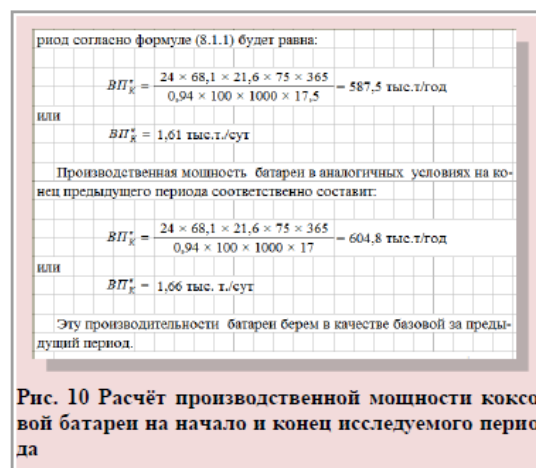 риод согласно формуле (8.1.1) будет равна:
ВП″К = 24 × 68,1 × 21,6 × 75 × 365 / 0,94 × 100 × 1000 × 17,5 = 587,5 тыс.т/год
или
ВП″К = 1,61 тыс.т./сут
Производственная мощность батареи в аналогичных условиях на ко-
нец предыдущего периода соответственно составит:
ВП″К = 24 × 68,1 × 21,6 × 75 × 365 / 0,94 × 100 × 1000 × 17 = 604,8 тыс.т/год
или
ВП″К = 1,66 тыс. т./сут
Эту производительности батареи берем в качестве базовой за преды-
дущий период.
Рис. 10 Расчёт производственной мощности коксо
вой батареи на начало и конец исследуемого перио
да